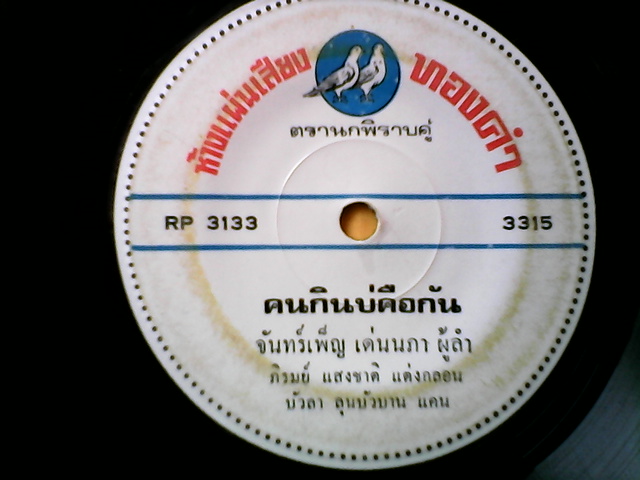 ห้างแผ่นเสียง ทองคำ
ตรานกพิราบคู่
RP 3133 3315
คนกินบ่คือกัน
จันทร์เพ็ญ เด่นนภา ผู้ลำ
ภิรมย์ แสงชาติ แต่งกลอน
บัวลา ลุนบัวบาน แคน